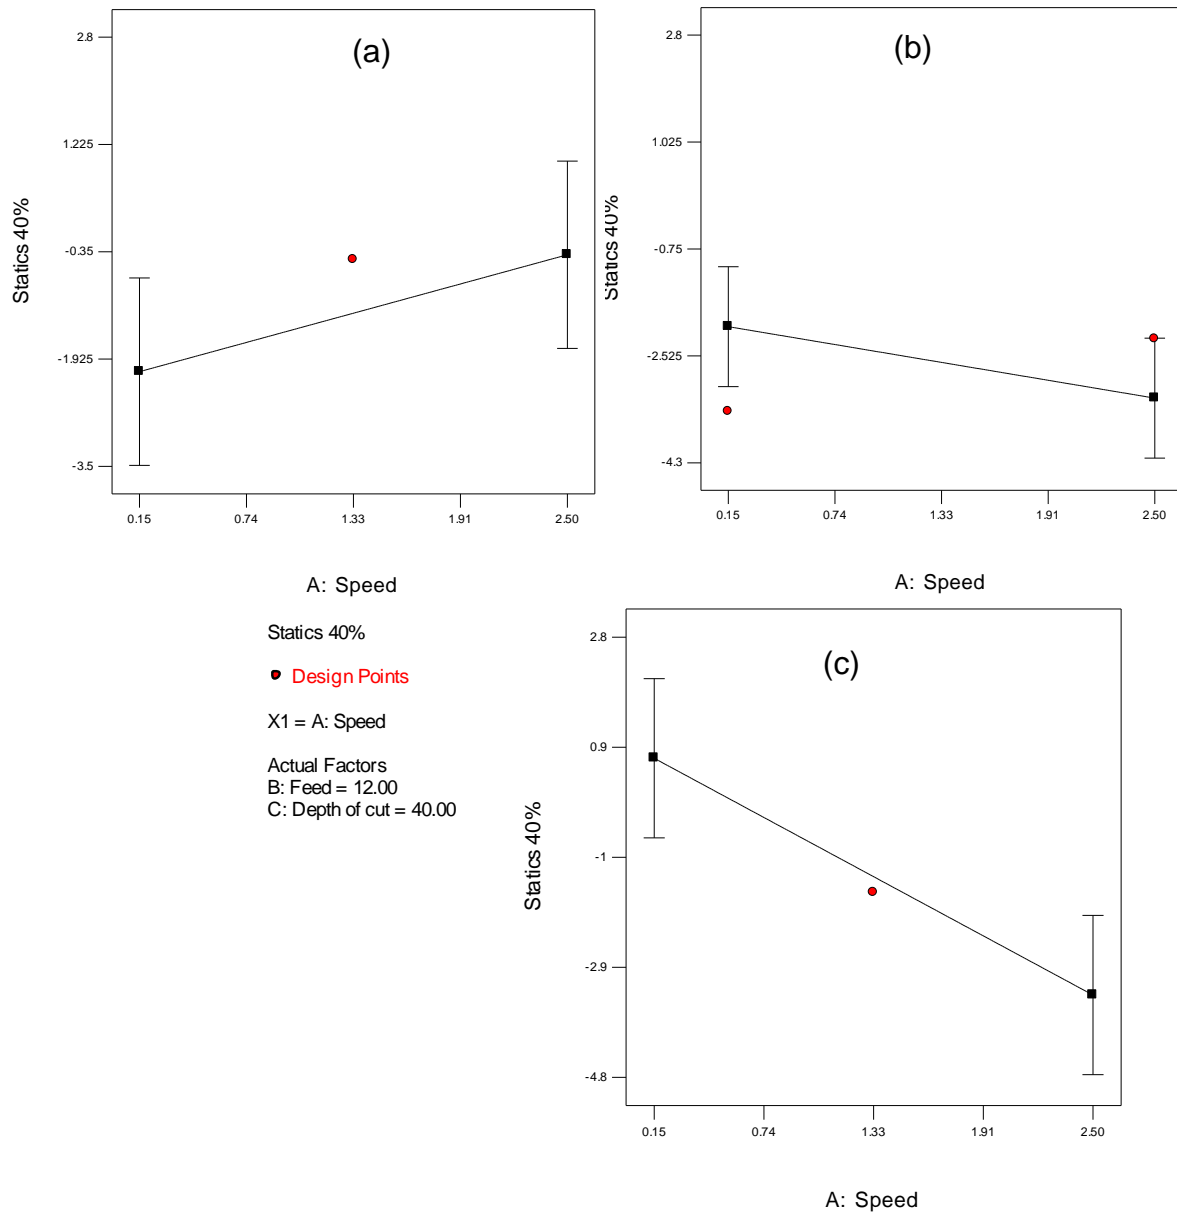 (a)
2.8
1.225
-0.35
-1.925
-3.5
Statics 40%
0.15 0.74 1.33 1.91 2.50
A: Speed
(b)
2.8
1.025
-0.75
-2.525
-4.3
Statics 40%
0.15 0.74 1.33 1.91 2.50
A: Speed
Statics 40%
Design Points
X1 = A: Speed
Actual Factors
B: Feed = 12.00
C: Depth of cut = 40.00
(c)
2.8
0.9
-1
-2.9
-4.8
Statics 40%
0.15 0.74 1.33 1.91 2.50
A: Speed